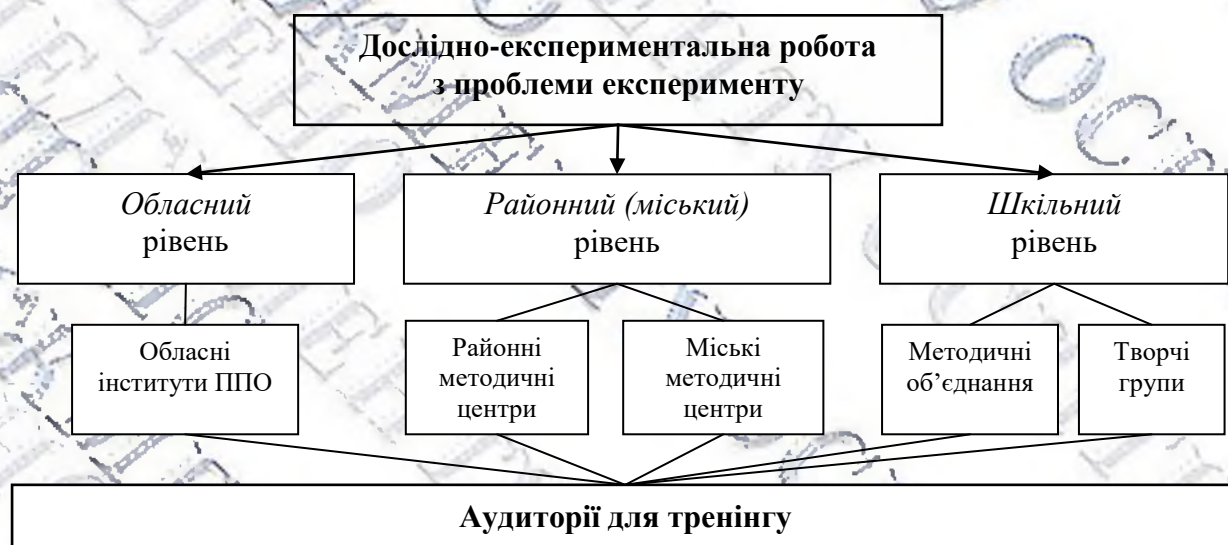 Дослідно-експериментальна робота
з проблеми експерименту
Обласний
рівень
Районний (міський)
рівень
Шкільний
рівень
Обласні
інститути ППО
Районні
методичні
центри
Міські
методичні
центри
Методичні
об’єднання
Творчі
групи
Аудиторії для тренінгу